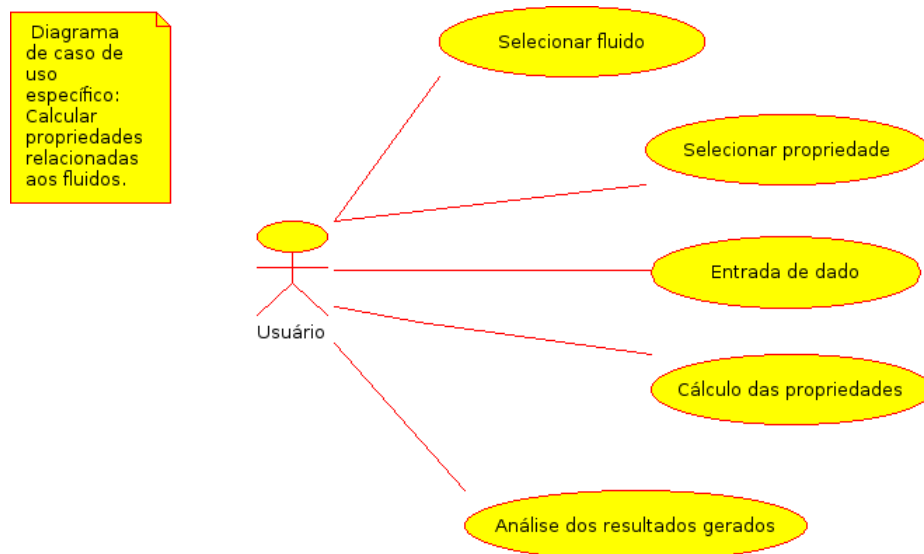 Diagrama
de caso de
uso
específico:
Calcular
propriedades
relacionadas
aos fluidos.
Selecionar fluido
Selecionar propriedade
Entrada de dado
Usuário
Cálculo das propriedades
Análise dos resultados gerados